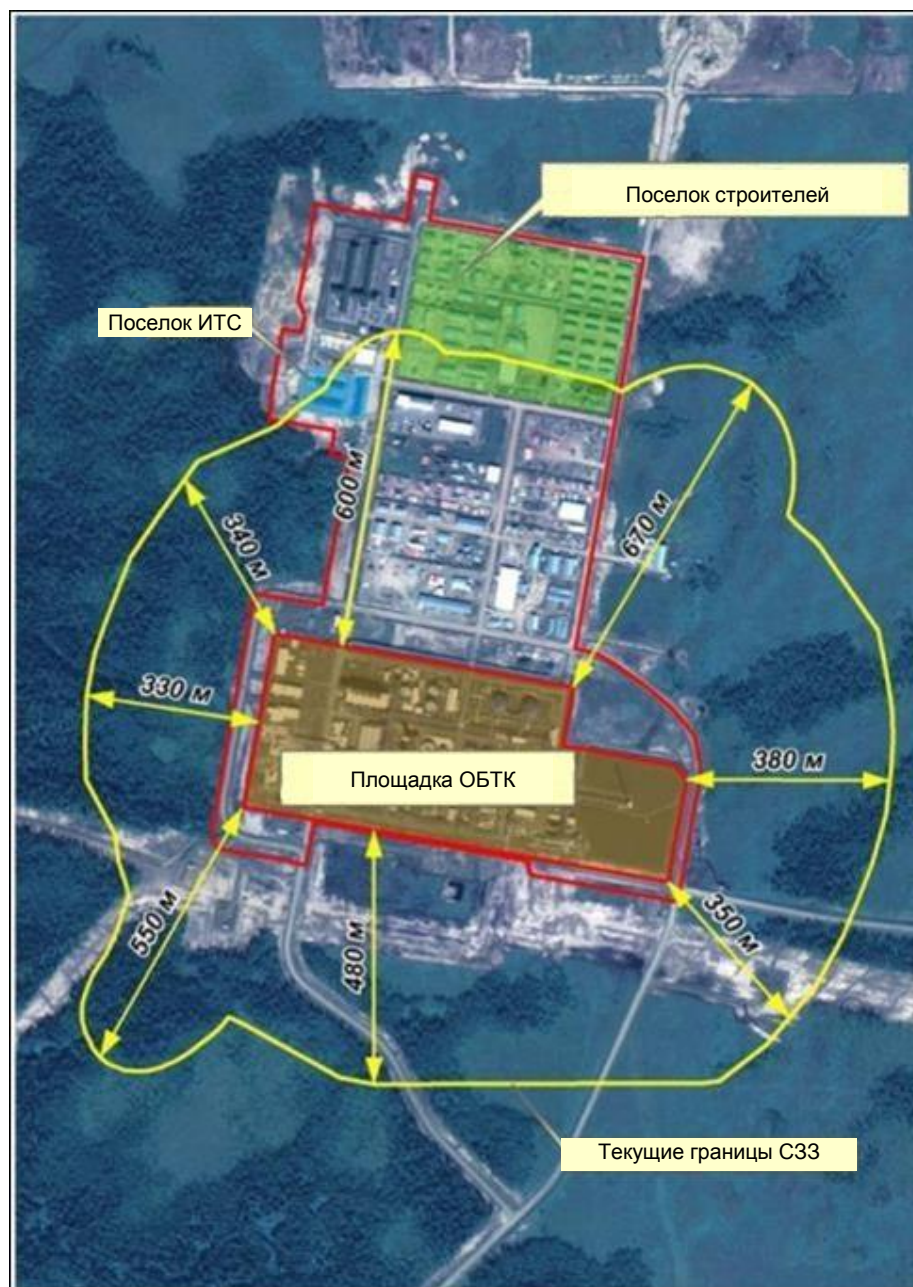 Поселок строителей
Поселок ИТС
600 м
670 м
340 м
330 м
Площадка ОБТК
380 м
550 м
480 м
350 м
Текущие границы СЗЗ